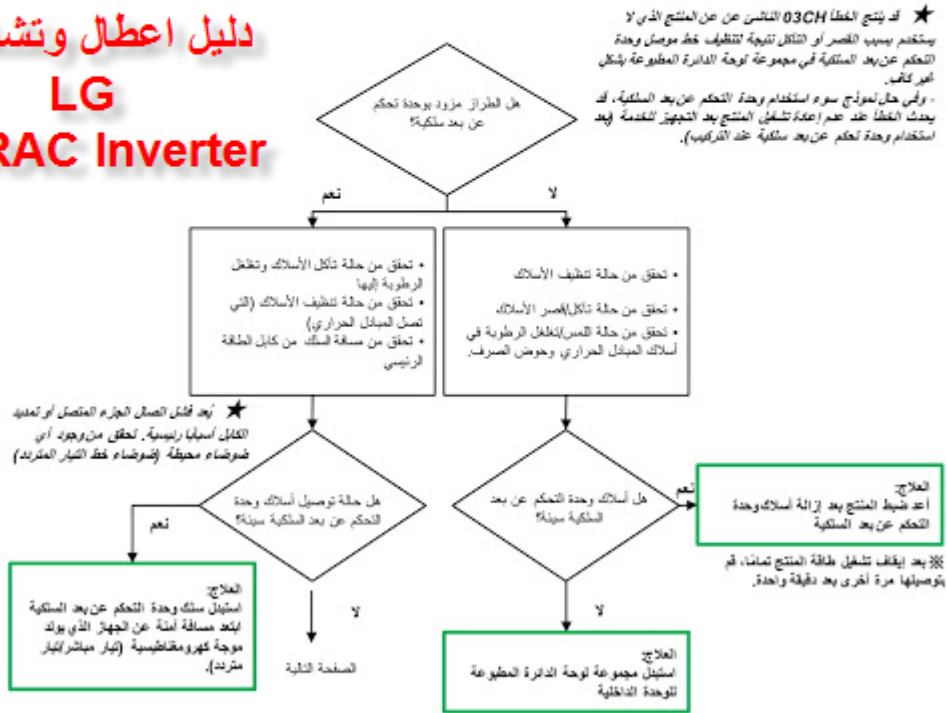 دليل اعطال وتشـ
LG
RAC Inverter
★ قد ينتج الخطأ 03CH الناشئ عن عن المنتج الذي لا
يستخدم بسبب القصر أو التآكل نتيجة لتنظيف خط موصل وحدة
التحكم عن بعد السلكية في مجموعة لوحة الدائرة المطبوعة بشكل
غير كافٍ.
- وفي حال نموذج سوء استخدام وحدة التحكم عن بعد السلكية، قد
يحدث الخطأ عند عدم إعادة تشغيل المنتج بعد التجهيز للخدمة (بعد
استخدام وحدة تحكم عن بعد سلكية عند التركيب).
هل الطراز مزود بوحدة تحكم
عن بعد سلكية؟
نعم
لا
• تحقق من حالة تآكل الأسلاك وتغلغل
الرطوبة إليها
• تحقق من حالة تنظيف الأسلاك (التي
تصل المبادل الحراري)
• تحقق من مسافة السلك من كابل الطاقة
الرئيسي
• تحقق من حالة تنظيف الأسلاك
• تحقق من حالة تآكل/قصر الأسلاك
• تحقق من حالة اللمس/تغلغل الرطوبة في
أسلاك المبادل الحراري وحوض الصرف.
★ يُعد فشل اتصال الجزء المتصل أو تمديد
الكابل أسبابا رئيسية. تحقق من وجود أي
ضوضاء محيطة (ضوضاء خط التيار المتردد)
هل حالة توصيل أسلاك وحدة
التحكم عن بعد السلكية سيئة؟
نعم
لا
هل أسلاك وحدة التحكم عن بعد
السلكية سيئة؟
نعم
لا
العلاج:
أعد ضبط المنتج بعد إزالة أسلاك وحدة
التحكم عن بعد السلكية
※ بعد إيقاف تشغيل طاقة المنتج تمامًا، قم
بتوصيلها مرة أخرى بعد دقيقة واحدة.
العلاج:
استبدل سلك وحدة التحكم عن بعد السلكية
ابتعد مسافة آمنة عن الجهاز الذي يولد
موجة كهرومغناطيسية (تيار مباشر/تيار
متردد).
الصفحة التالية
العلاج:
استبدل مجموعة لوحة الدائرة المطبوعة
للوحدة الداخلية